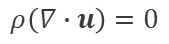 ρ(∇ · u) = 0